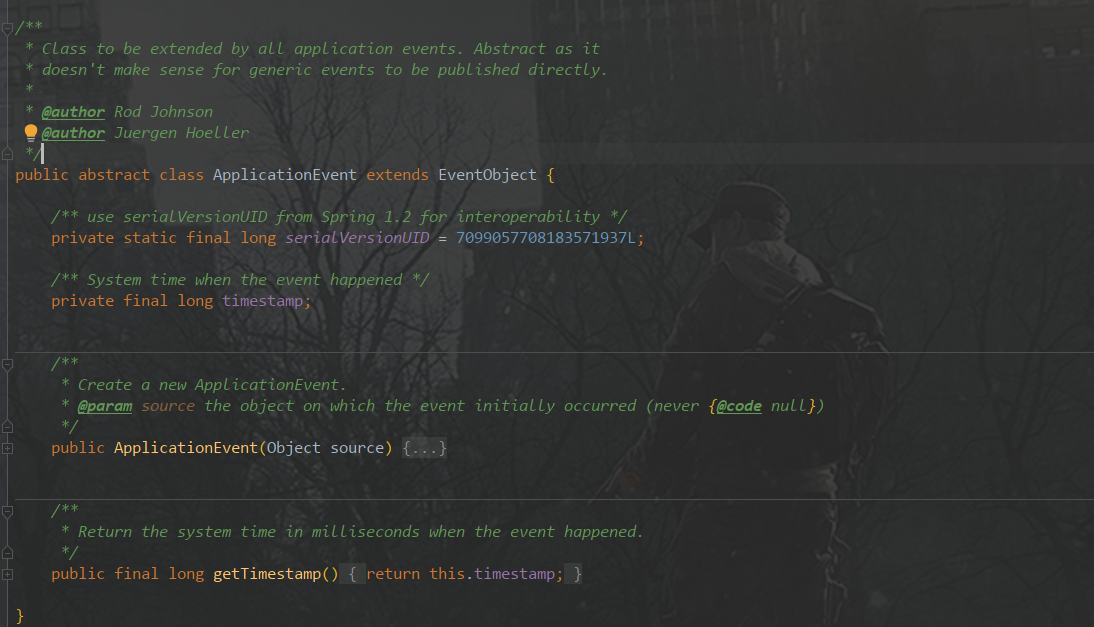 /**
 * Class to be extended by all application events. Abstract as it
 * doesn't make sense for generic events to be published directly.
 *
 * @author Rod Johnson
 * @author Juergen Hoeller
 */
public abstract class ApplicationEvent extends EventObject {
/** use serialVersionUID from Spring 1.2 for interoperability */
private static final long serialVersionUID = 7099057708183571937L;
/** System time when the event happened */
private final long timestamp;
/**
 * Create a new ApplicationEvent.
 * @param source the object on which the event initially occurred (never {@code null})
 */
public ApplicationEvent(Object source) {...}
/**
 * Return the system time in milliseconds when the event happened.
 */
public final long getTimestamp() { return this.timestamp; }
}